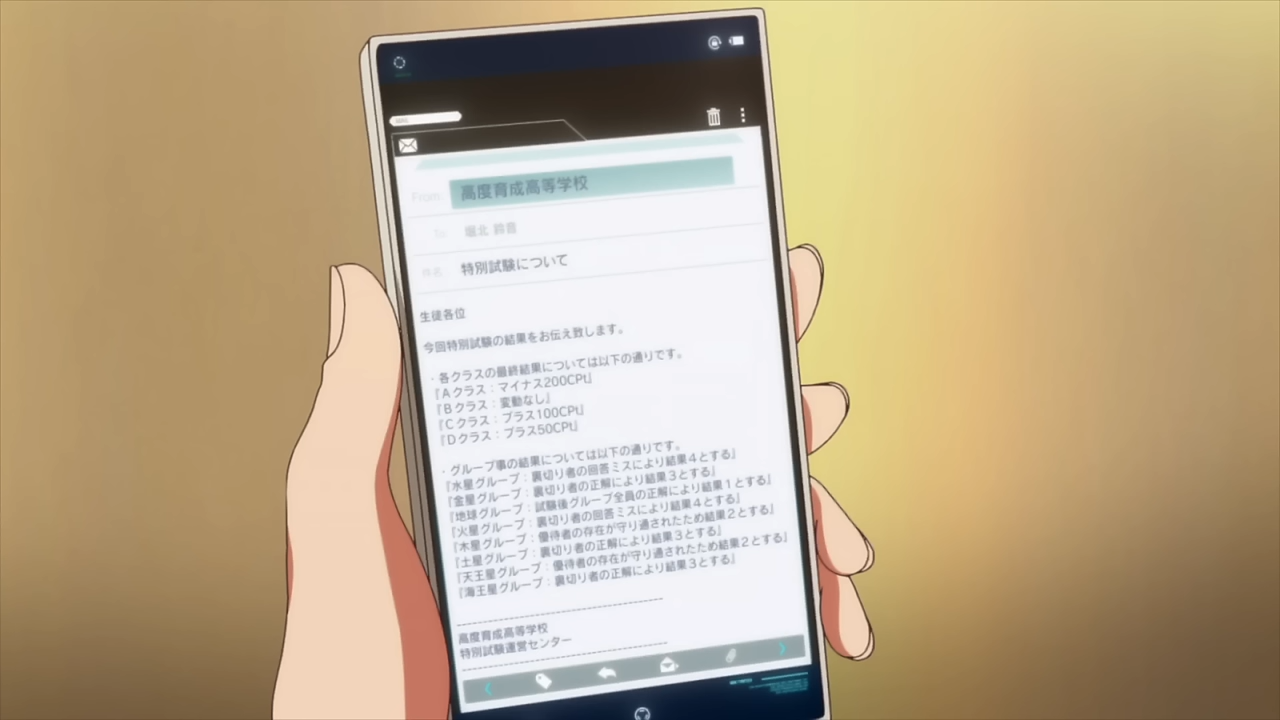 MAIL
From
高度育成高等学校
To
堀北 鈴音
件名
特別試験について
生徒各位
今回特別試験の結果をお伝え致します。
・各クラスの最終結果については以下の通りです。
『Aクラス：マイナス200CPt』
『Bクラス：変動なし』
『Cクラス：プラス100CPt』
『Dクラス：プラス50CPt』
・グループ事の結果については以下の通りです。
『水星グループ：裏切り者の回答ミスにより結果４とする』
『金星グループ：裏切り者の正解により結果３とする』
『地球グループ：試験後グループ全員の正解により結果１とする』
『火星グループ：裏切り者の回答ミスにより結果４とする』
『木星グループ：優待者の存在が守り通されたため結果２とする』
『土星グループ：裏切り者の正解により結果３とする』
『天王星グループ：優待者の存在が守り通されたため結果２とする』
『海王星グループ：裏切り者の正解により結果３とする』
高度育成高等学校
特別試験運営センター